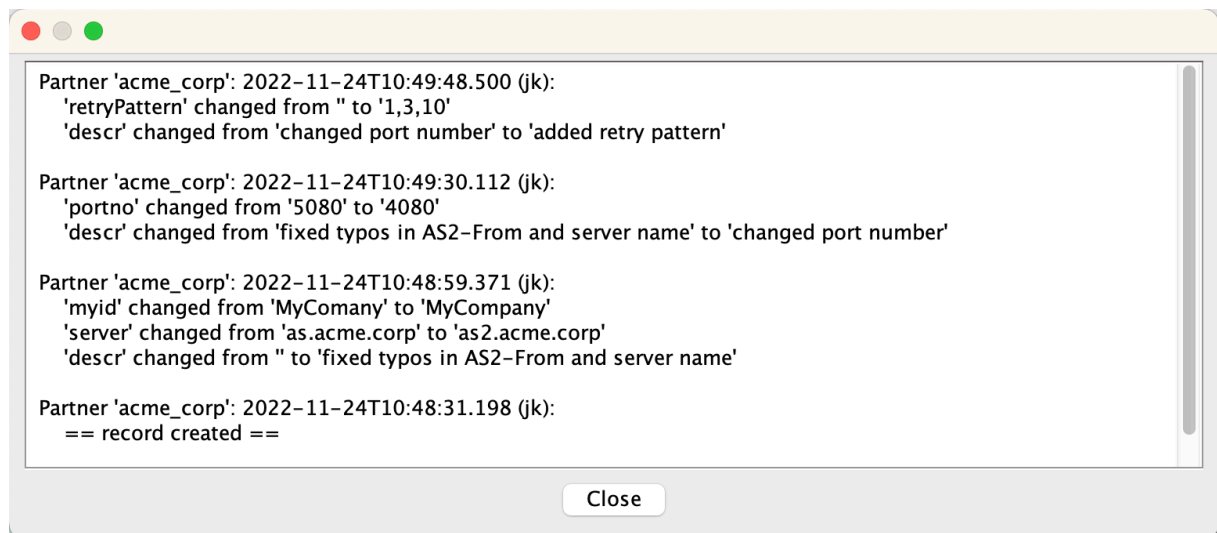 Partner 'acme_corp': 2022-11-24T10:49:48.500 (jk):
'retryPattern' changed from '' to '1,3,10'
'descr' changed from 'changed port number' to 'added retry pattern'
Partner 'acme_corp': 2022-11-24T10:49:30.112 (jk):
'portno' changed from '5080' to '4080'
'descr' changed from 'fixed typos in AS2-From and server name' to 'changed port number'
Partner 'acme_corp': 2022-11-24T10:48:59.371 (jk):
'myid' changed from 'MyComany' to 'MyCompany'
'server' changed from 'as.acme.corp' to 'as2.acme.corp'
'descr' changed from '' to 'fixed typos in AS2-From and server name'
Partner 'acme_corp': 2022-11-24T10:48:31.198 (jk):
== record created ==
Close